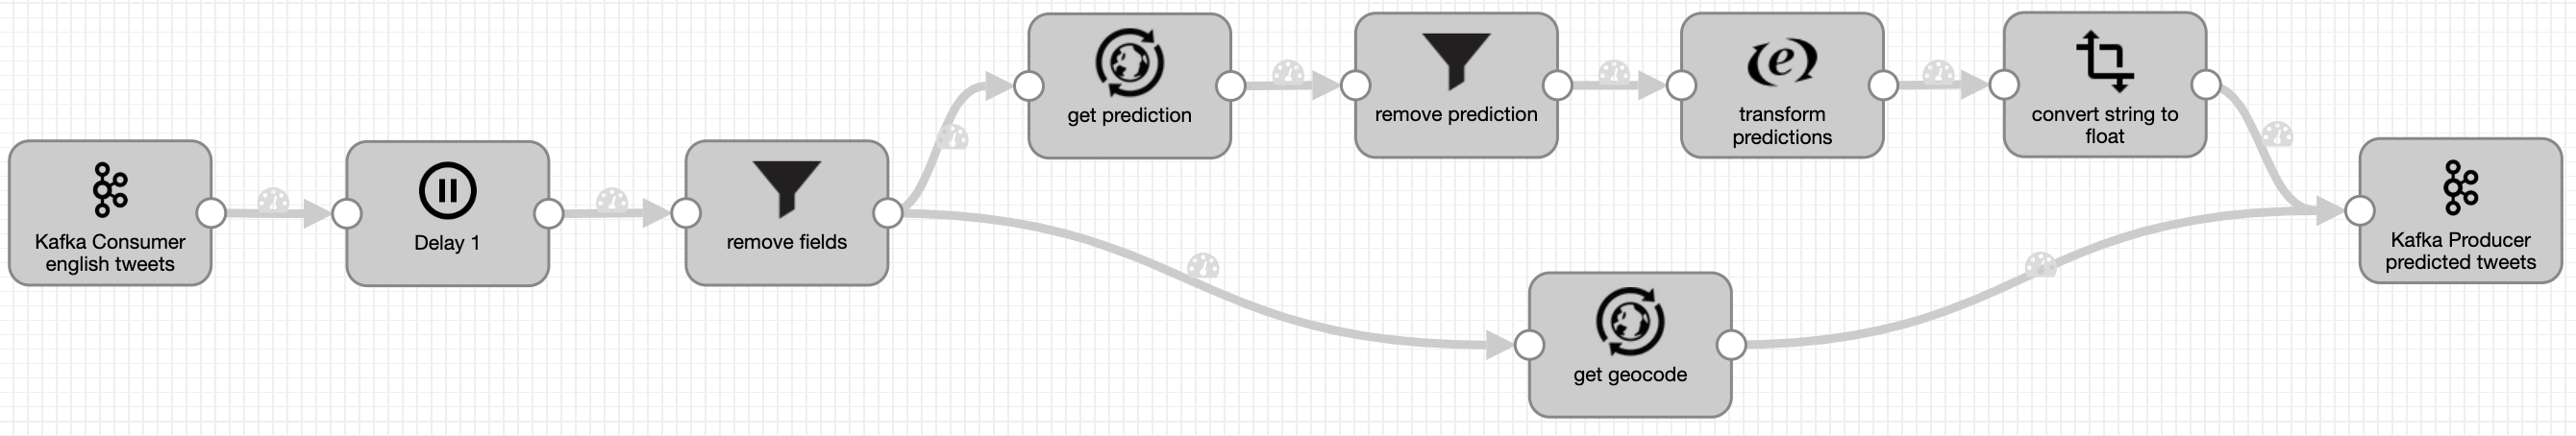 Kafka Consumer
english tweets
Delay 1
remove fields
get prediction
remove prediction
transform
predictions
convert string to
float
get geocode
Kafka Producer
predicted tweets